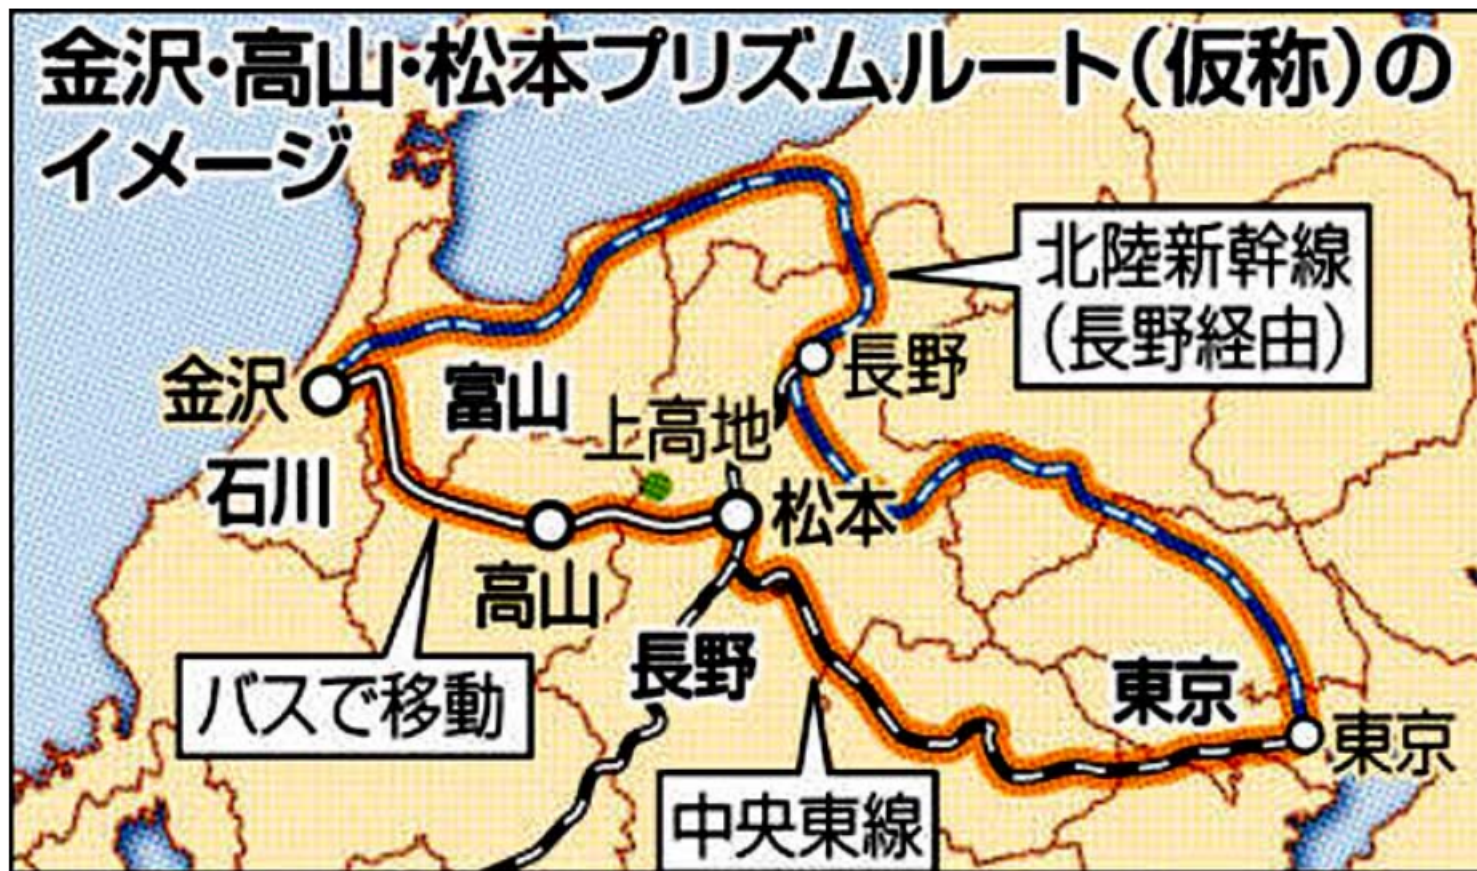 金沢・高山・松本プリズムルート(仮称)の
イメージ
北陸新幹線
(長野経由)
長野
金沢
富山
上高地
石川
松本
高山
長野
バスで移動
東京
東京
中央東線